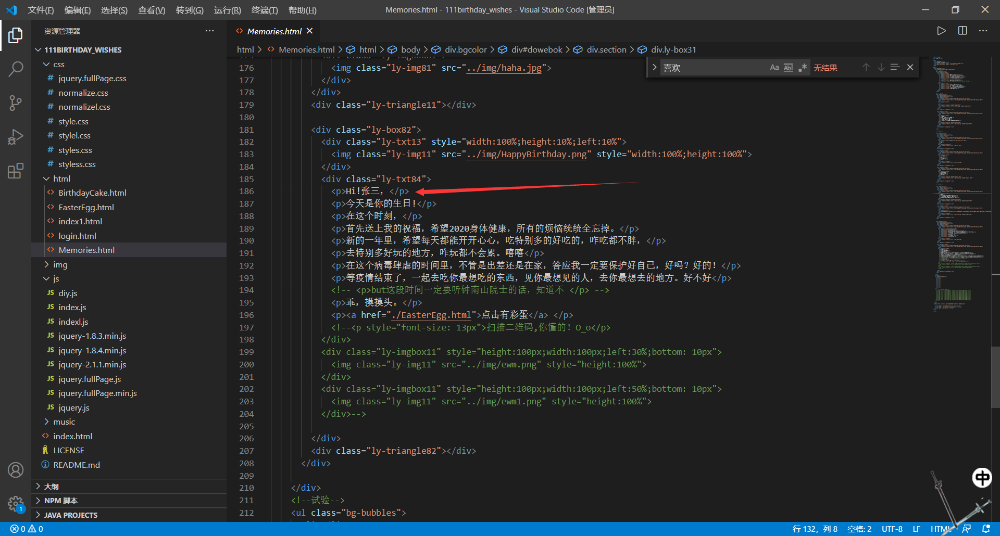 文件(F) 编辑(E) 选择(S) 查看(V) 转到(G) 运行(R) 终端(T) 帮助(H) Memories.html - 111birthday_wishes - Visual Studio Code [管理员]
资源管理器
Memories.html
111BIRTHDAY_WISHES
html > Memories.html > html > body > div.bgcolor > div#dowebok > div.section > div.ly-box31
喜欢 Aa Abl .* 无结果
css
# jquery.fullPage.css
# normalize.css
# normalizel.css
# style.css
# stylel.css
# styles.css
# styless.css
html
BirthdayCake.html
EasterEgg.html
index1.html
login.html
Memories.html
img
js
JS diy.js
JS index.js
JS indexl.js
JS jquery-1.8.3.min.js
JS jquery-1.8.4.min.js
JS jquery-2.1.1.min.js
JS jquery.fullPage.js
JS jquery.fullPage.min.js
JS jquery.js
music
index.html
LICENSE
README.md
大纲
NPM 脚本
JAVA PROJECTS
1
176 <img class="ly-img81" src="../img/haha.jpg">
177 </div>
178 </div>
179 <div class="ly-triangle11"></div>
180
181 <div class="ly-box82">
182 <div class="ly-txt13" style="width:100%;height:10%;left:10%">
183 <img class="ly-img11" src="../img/HappyBirthday.png" style="width:100%;height:100%">
184 </div>
185 <div class="ly-txt84">
186 <p>Hi!张三，</p>
187 <p>今天是你的生日!</p>
188 <p>在这个时刻，</p>
189 <p>首先送上我的祝福，希望2020身体健康，所有的烦恼统统全忘掉。</p>
190 <p>新的一年里，希望每天都能开开心心，吃特别多的好吃的，咋吃都不胖，</p>
191 <p>去特别多好玩的地方，咋玩都不会累。嘻嘻</p>
192 <p>在这个病毒肆虐的时间里，不管是出差还是在家，答应我一定要保护好自己，好吗？好的！</p>
193 <p>等疫情结束了，一起去吃你最想吃的东西，见你最想见的人，去你最想去的地方。好不好</p>
194 <!-- <p>but这段时间一定要听钟南山院士的话，知道不 </p> -->
195 <p>乖，摸摸头。</p>
196 <p><a href="./EasterEgg.html">点击有彩蛋</a> </p>
197 <!--<p style="font-size: 13px">扫描二维码,你懂的！O_o</p>
198 </div>
199 <div class="ly-imgbox11" style="height:100px;width:100px;left:30%;bottom: 10px">
200 <img class="ly-img11" src="../img/ewm.png" style="height:100%">
201 </div>
202 <div class="ly-imgbox11" style="height:100px;width:100px;left:50%;bottom: 10px">
203 <img class="ly-img11" src="../img/ewm1.png" style="height:100%">
204 </div>-->
205
206 </div>
207 <div class="ly-triangle82"></div>
208 </div>
209
210 </div>
211 <!--试验-->
212 <ul class="bg-bubbles">
中
0 0 行 132，列 8 空格: 2 UTF-8 LF HTML